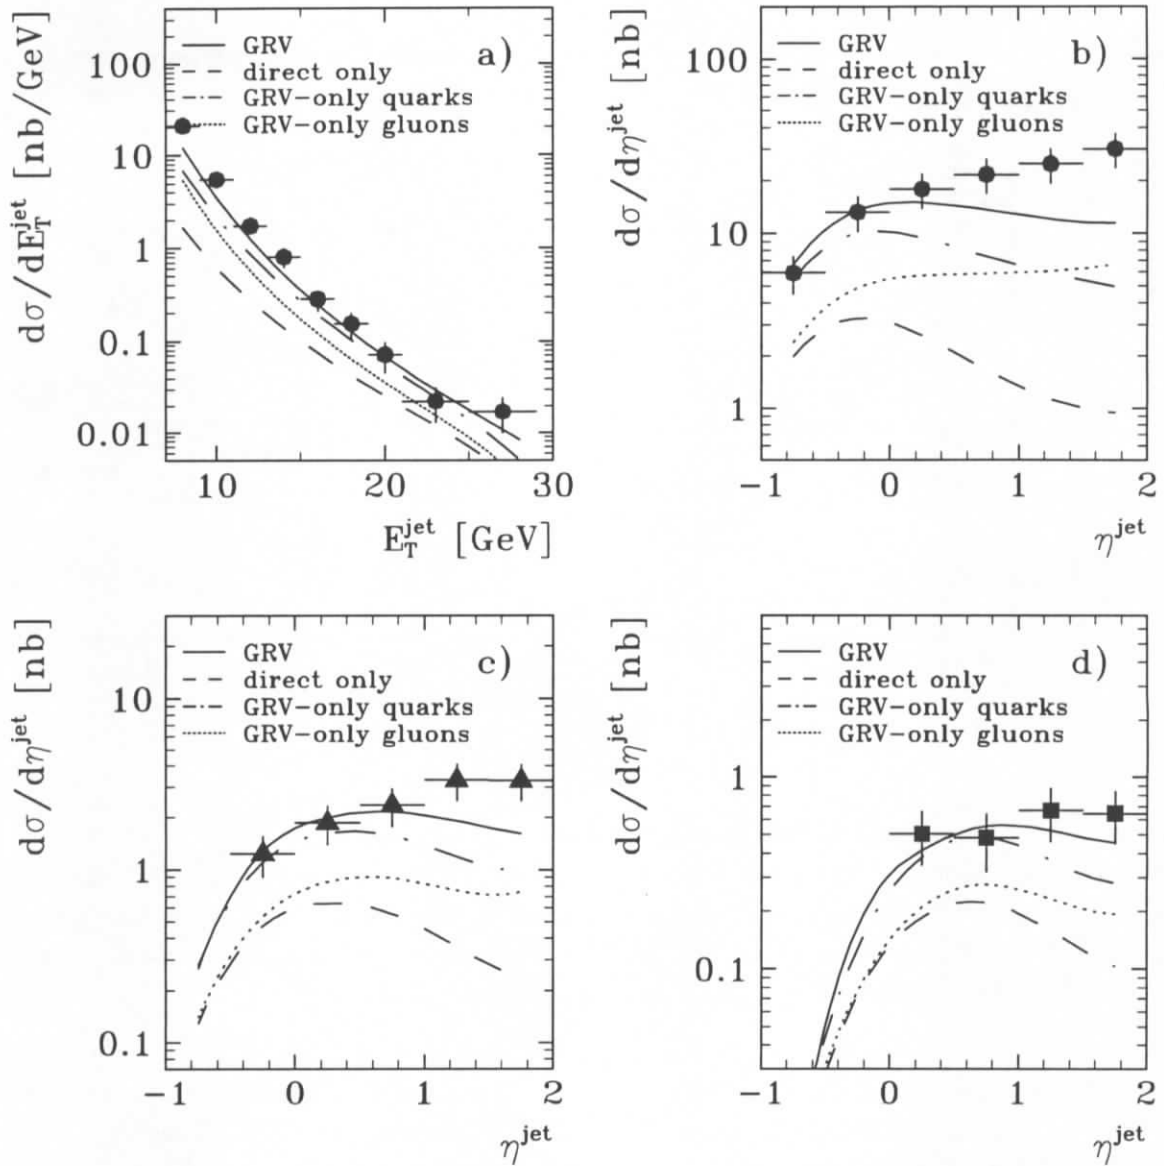 dσ/dE_T^jet [nb/GeV]
GRV
direct only
GRV-only quarks
GRV-only gluons
a)
100
10
1
0.1
0.01
10 20 30
E_T^jet [GeV]
dσ/dη^jet [nb]
GRV
direct only
GRV-only quarks
GRV-only gluons
b)
100
10
1
−1 0 1 2
η^jet
dσ/dη^jet [nb]
GRV
direct only
GRV-only quarks
GRV-only gluons
c)
10
1
0.1
−1 0 1 2
η^jet
dσ/dη^jet [nb]
GRV
direct only
GRV-only quarks
GRV-only gluons
d)
1
0.1
−1 0 1 2
η^jet